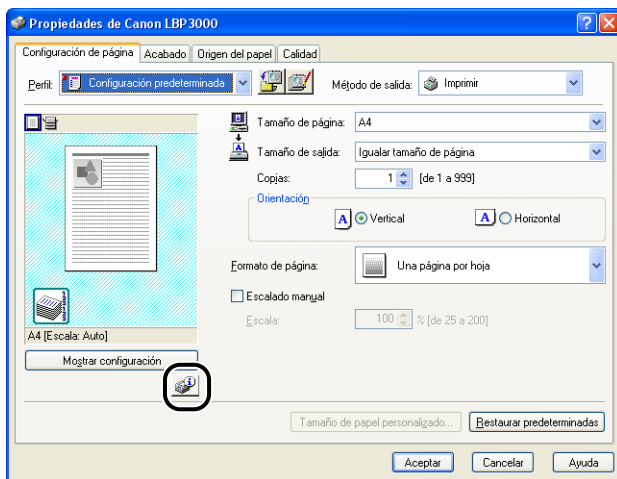 Propiedades de Canon LBP3000
Configuración de página Acabado Origen del papel Calidad
Perfil: Configuración predeterminada Método de salida: Imprimir
Tamaño de página: A4
Tamaño de salida: Igualar tamaño de página
Copias: 1 [de 1 a 999]
Orientación
A Vertical A Horizontal
Formato de página: Una página por hoja
Escalado manual
Escala: 100 % [de 25 a 200]
A4 [Escala: Auto]
Mostrar configuración
Tamaño de papel personalizado... Restaurar predeterminadas
Aceptar Cancelar Ayuda